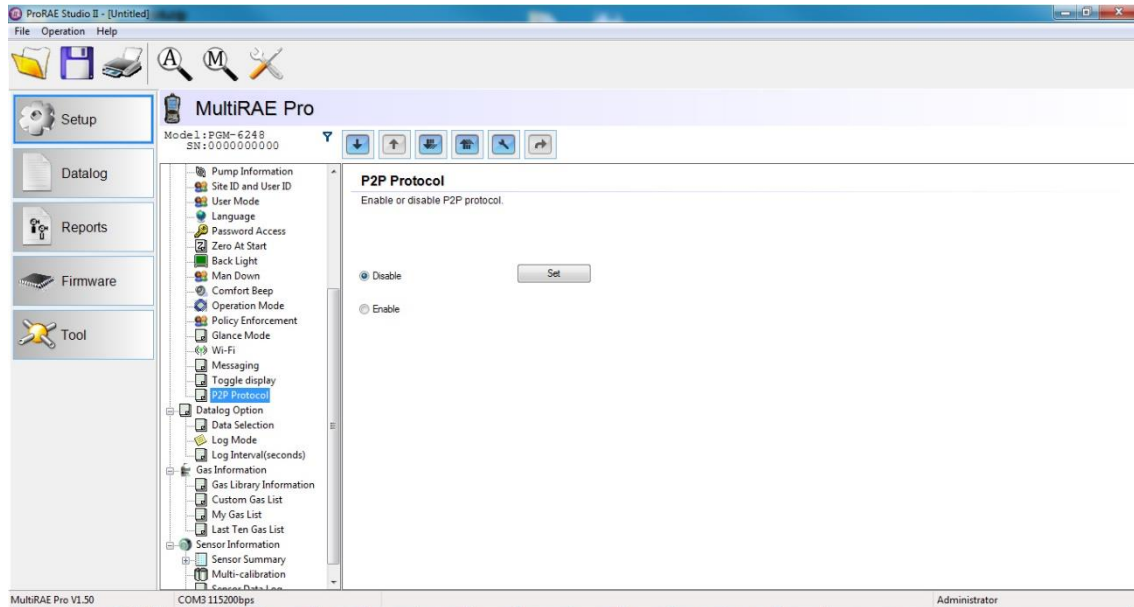 ProRAE Studio II - [Untitled]
File Operation Help
A M
Setup
Datalog
Reports
Firmware
Tool
MultiRAE Pro
Model:PGM-6248
SN:0000000000
Pump Information
Site ID and User ID
User Mode
Language
Password Access
Zero At Start
Back Light
Man Down
Comfort Beep
Operation Mode
Policy Enforcement
Glance Mode
Wi-Fi
Messaging
Toggle display
P2P Protocol
Datalog Option
Data Selection
Log Mode
Log Interval(seconds)
Gas Information
Gas Library Information
Custom Gas List
My Gas List
Last Ten Gas List
Sensor Information
Sensor Summary
Multi-calibration
Sensor Data Log
P2P Protocol
Enable or disable P2P protocol.
Disable
Set
Enable
MultiRAE Pro V1.50
COM3 115200bps
Administrator